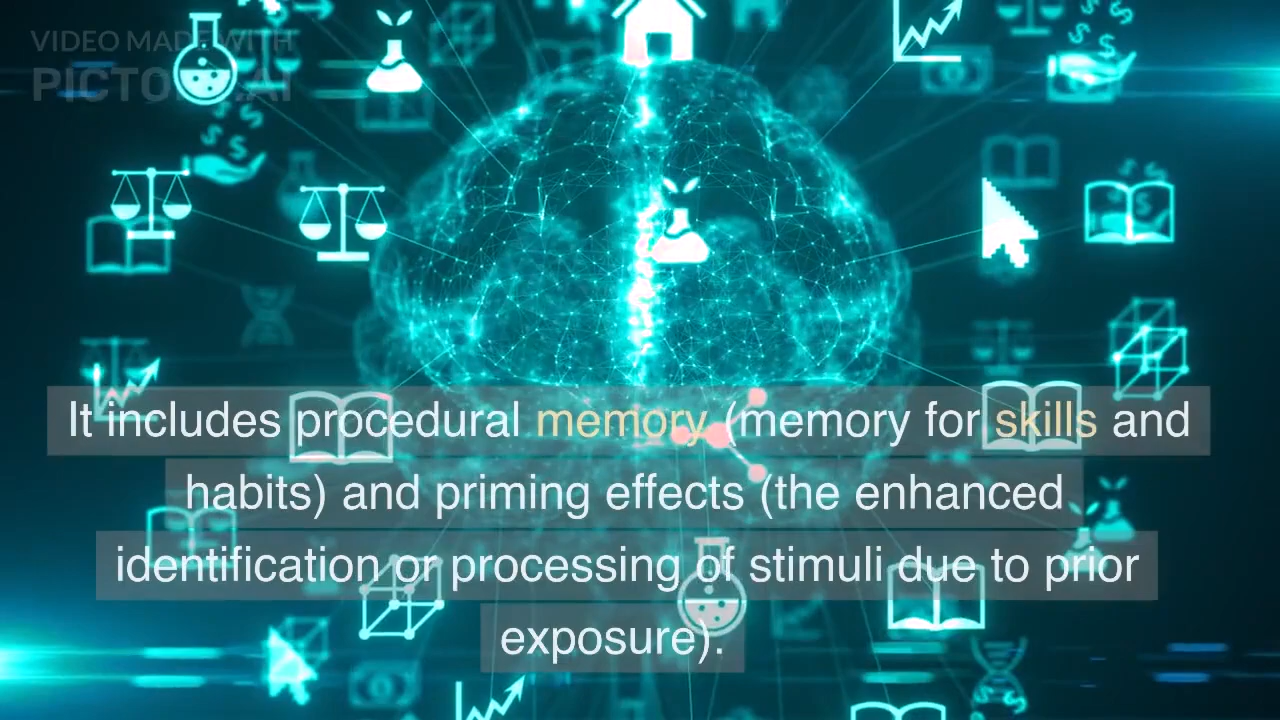 VIDEO MADE WITH
PICTORY.AI
It includes procedural memory (memory for skills and
habits) and priming effects (the enhanced
identification or processing of stimuli due to prior
exposure).